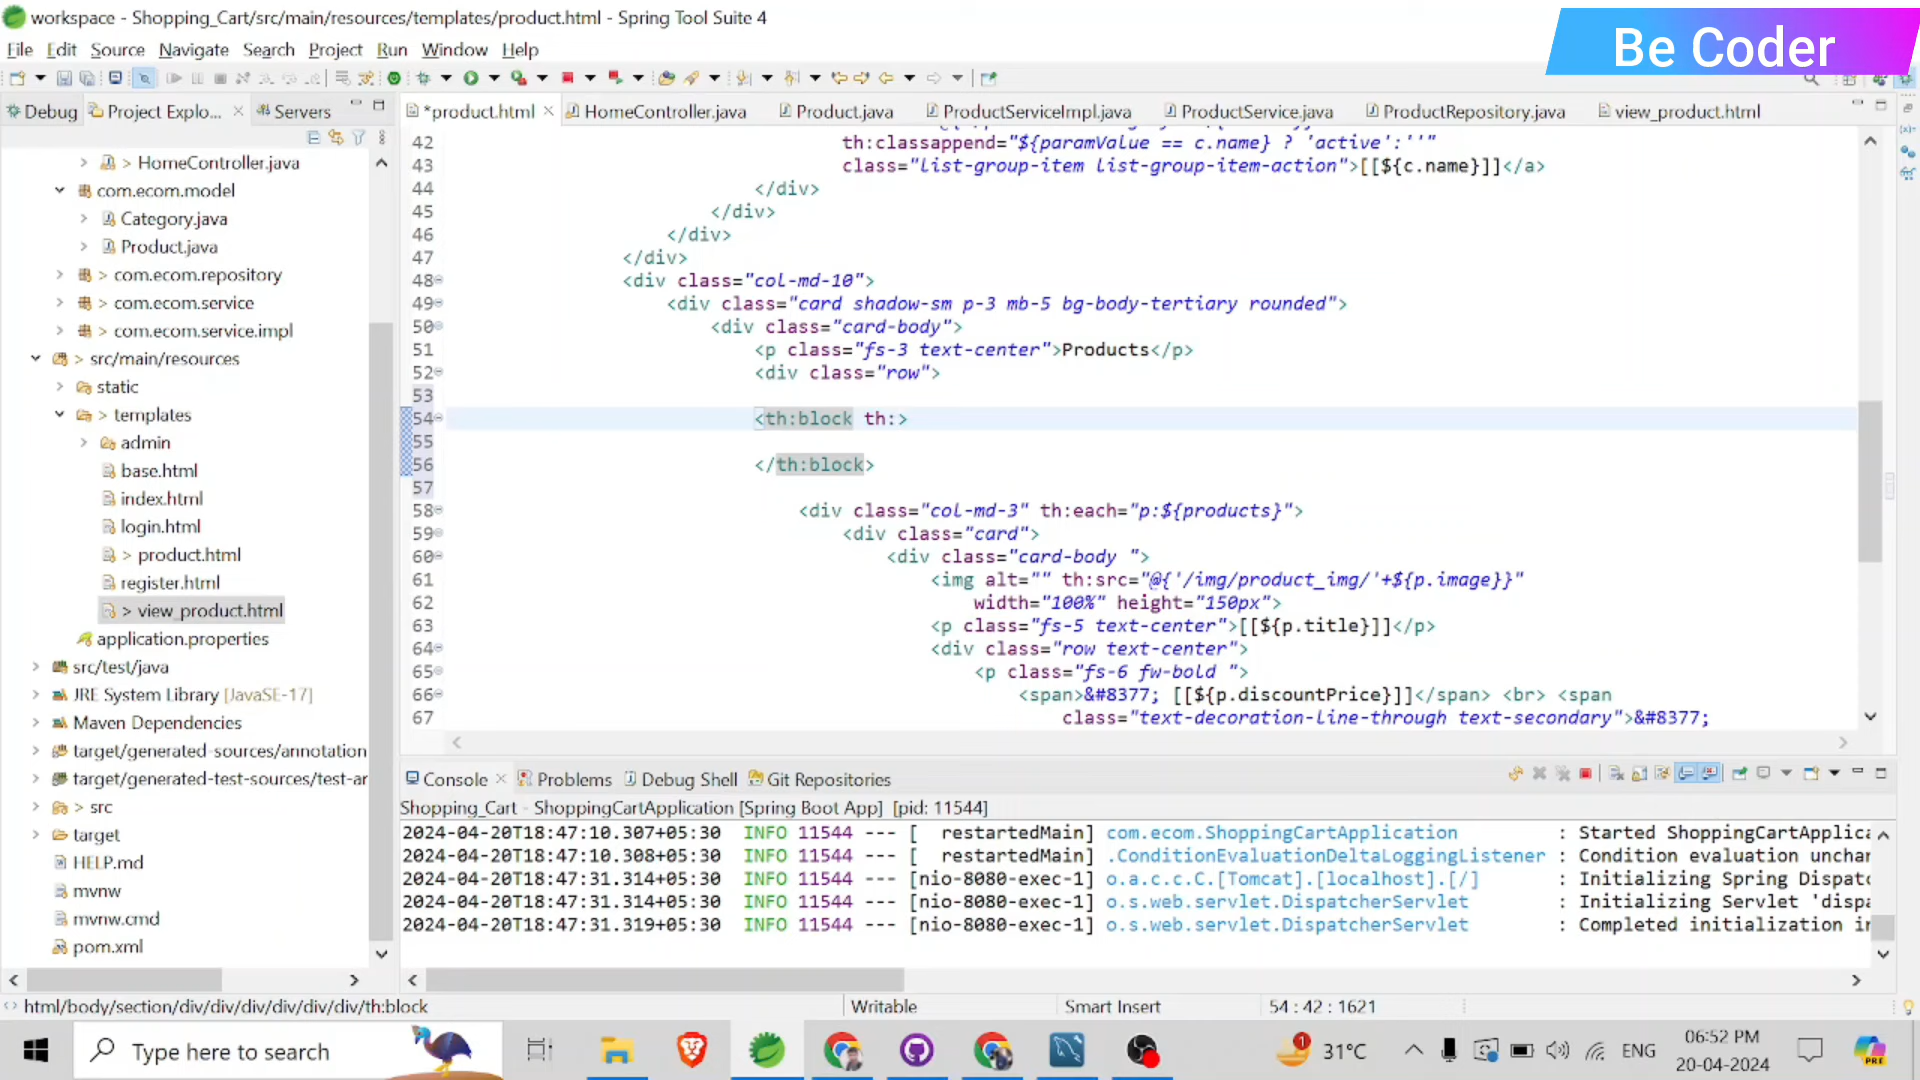 workspace - Shopping_Cart/src/main/resources/templates/product.html - Spring Tool Suite 4
Be Coder
File Edit Source Navigate Search Project Run Window Help
Debug Project Explo... Servers
*product.html HomeController.java Product.java ProductServiceImpl.java ProductService.java ProductRepository.java view_product.html
> HomeController.java
com.ecom.model
Category.java
Product.java
> com.ecom.repository
> com.ecom.service
> com.ecom.service.impl
> src/main/resources
static
> templates
admin
base.html
index.html
login.html
> product.html
register.html
> view_product.html
application.properties
src/test/java
JRE System Library [JavaSE-17]
Maven Dependencies
target/generated-sources/annotation
target/generated-test-sources/test-ar
> src
target
HELP.md
mvnw
mvnw.cmd
pom.xml
42 th:classappend="${paramValue == c.name} ? 'active':''"
43 class="list-group-item list-group-item-action">[[${c.name}]]</a>
44 </div>
45 </div>
46 </div>
47 </div>
48 <div class="col-md-10">
49 <div class="card shadow-sm p-3 mb-5 bg-body-tertiary rounded">
50 <div class="card-body">
51 <p class="fs-3 text-center">Products</p>
52 <div class="row">
53
54 <th:block th:>
55
56 </th:block>
57
58 <div class="col-md-3" th:each="p:${products}">
59 <div class="card">
60 <div class="card-body ">
61 <img alt="" th:src="@{'/img/product_img/'+${p.image}}"
62 width="100%" height="150px">
63 <p class="fs-5 text-center">[[${p.title}]]</p>
64 <div class="row text-center">
65 <p class="fs-6 fw-bold ">
66 <span>&#8377; [[${p.discountPrice}]]</span> <br> <span
67 class="text-decoration-line-through text-secondary">&#8377;
Console Problems Debug Shell Git Repositories
Shopping_Cart - ShoppingCartApplication [Spring Boot App] [pid: 11544]
2024-04-20T18:47:10.307+05:30 INFO 11544 --- [ restartedMain] com.ecom.ShoppingCartApplication : Started ShoppingCartApplica
2024-04-20T18:47:10.308+05:30 INFO 11544 --- [ restartedMain] .ConditionEvaluationDeltaLoggingListener : Condition evaluation unchar
2024-04-20T18:47:31.314+05:30 INFO 11544 --- [nio-8080-exec-1] o.a.c.c.C.[Tomcat].[localhost].[/] : Initializing Spring Dispatc
2024-04-20T18:47:31.314+05:30 INFO 11544 --- [nio-8080-exec-1] o.s.web.servlet.DispatcherServlet : Initializing Servlet 'dispa
2024-04-20T18:47:31.319+05:30 INFO 11544 --- [nio-8080-exec-1] o.s.web.servlet.DispatcherServlet : Completed initialization in
html/body/section/div/div/div/div/div/div/th:block Writable Smart Insert 54 : 42 : 1621
Type here to search
1 31°C ENG 06:52 PM
20-04-2024
PRE